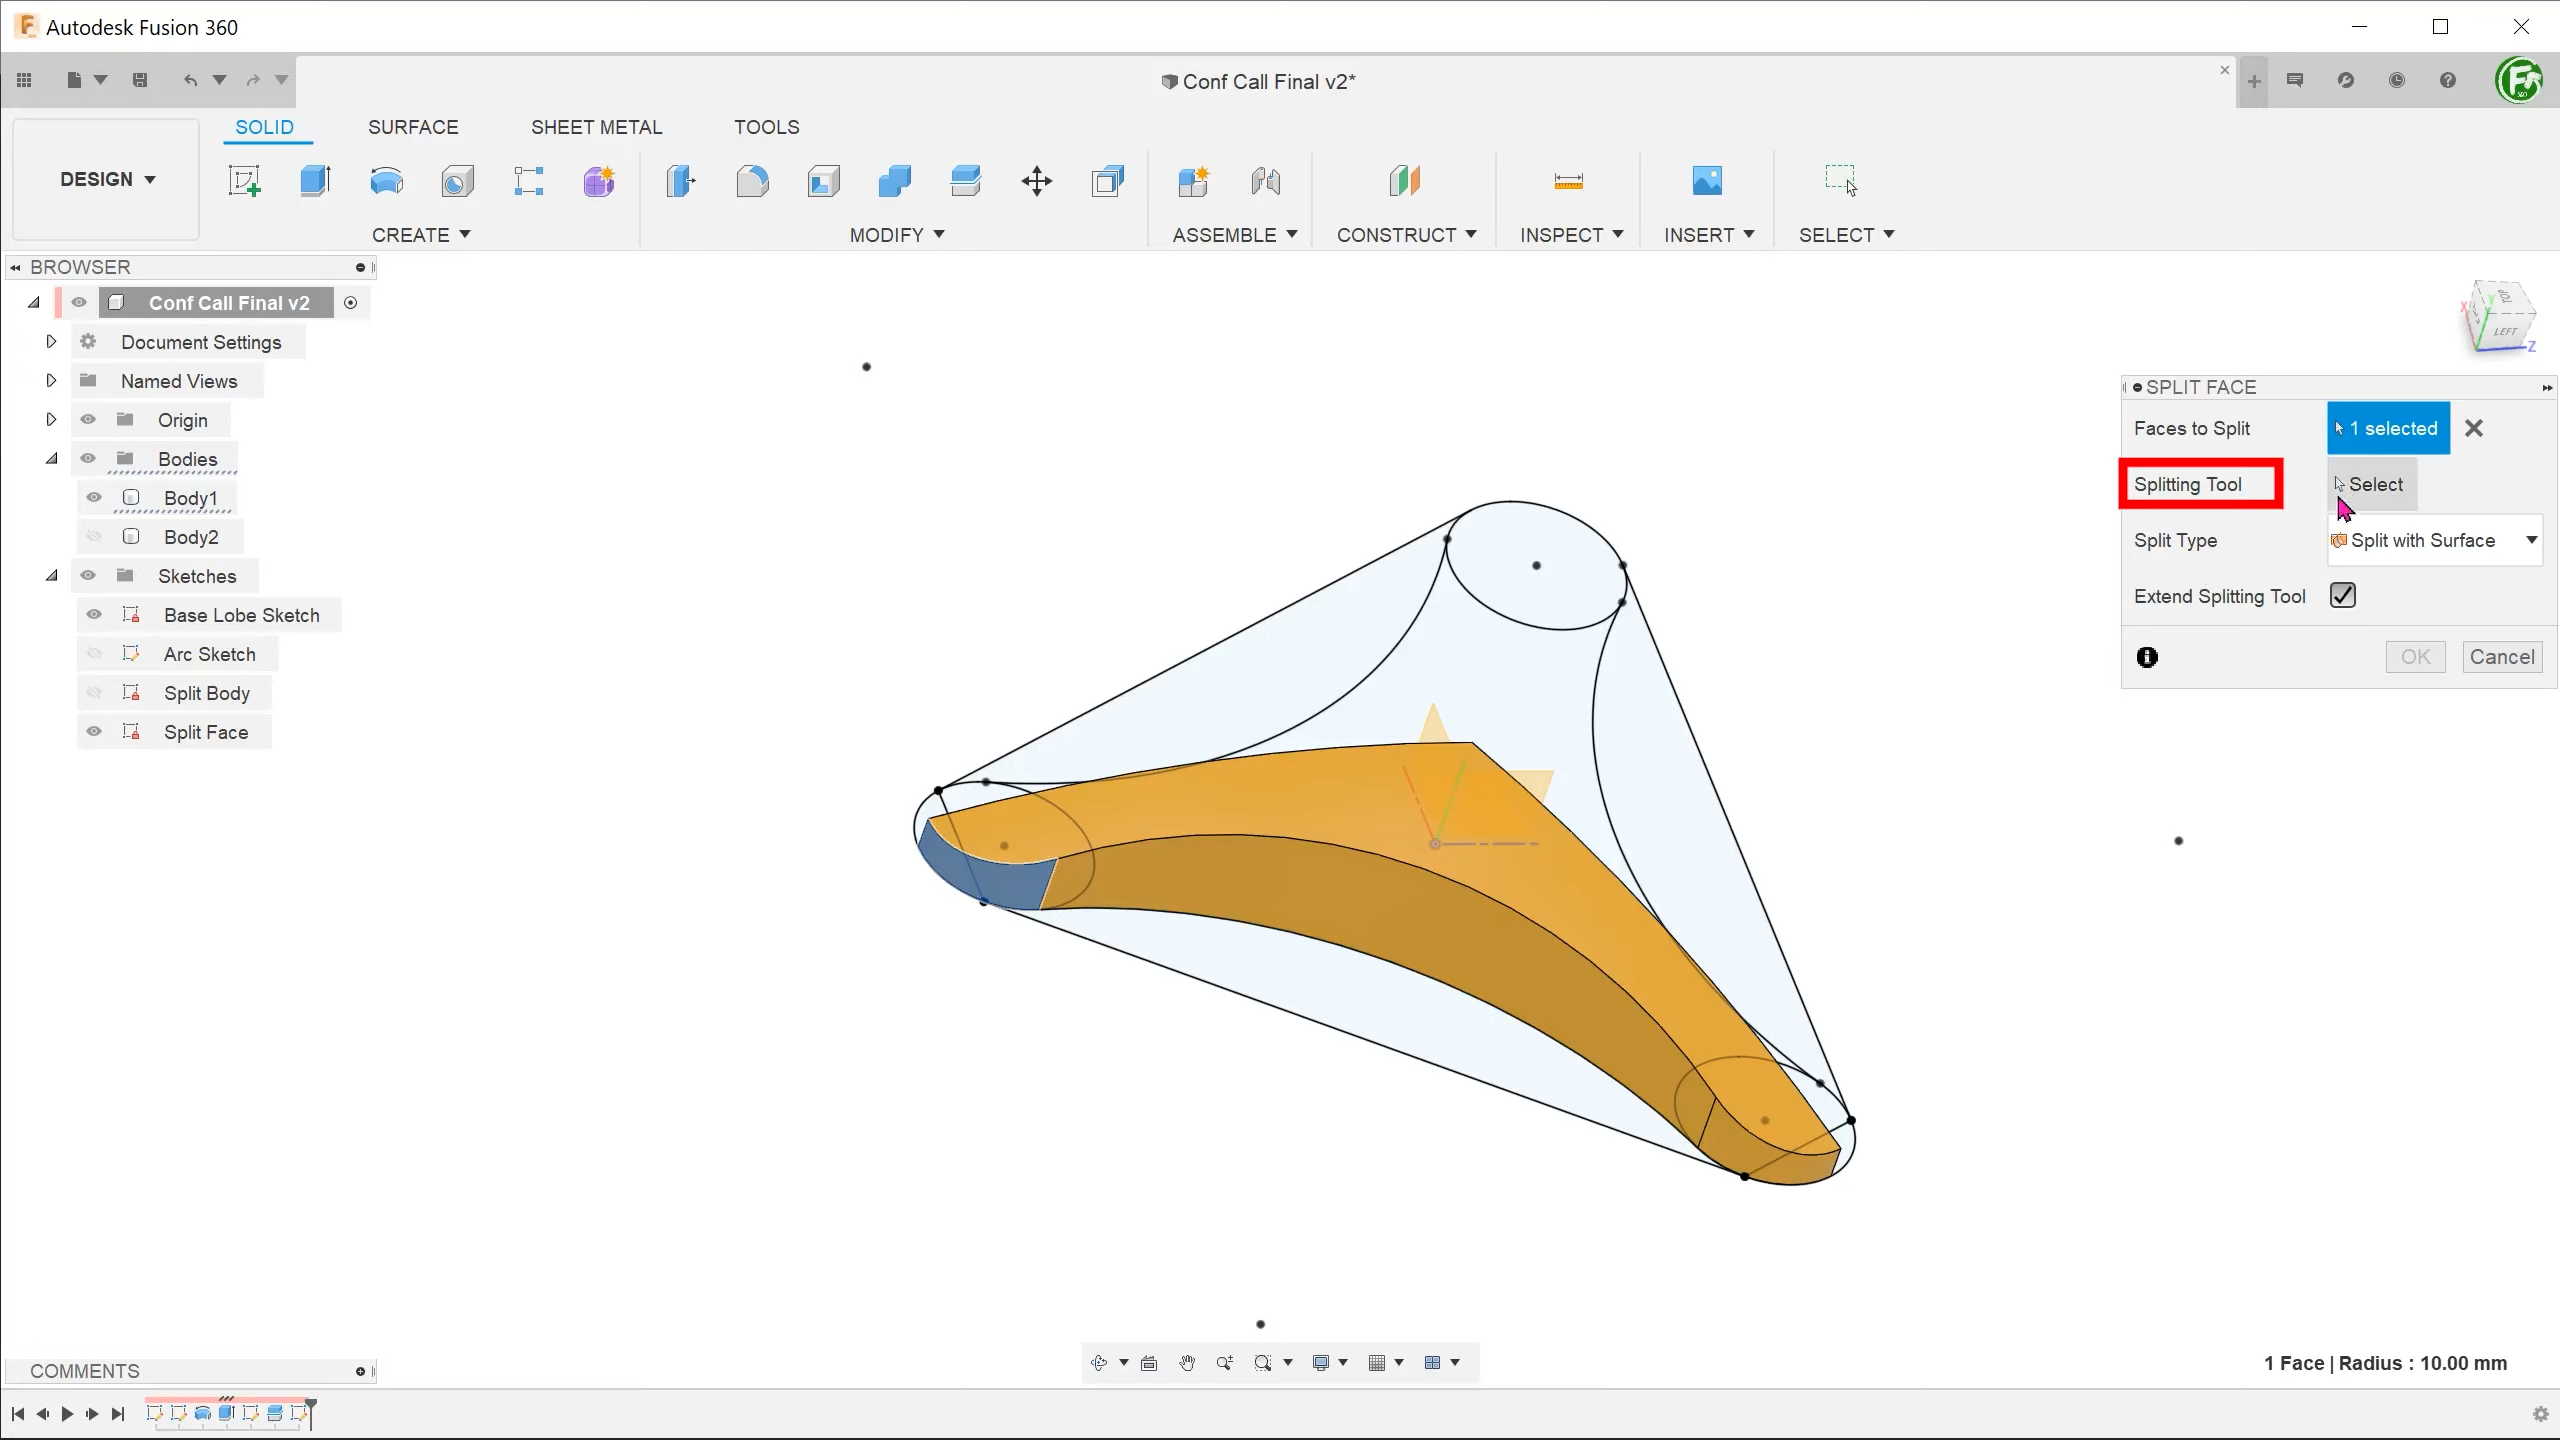 Autodesk Fusion 360
Conf Call Final v2*
SOLID SURFACE SHEET METAL TOOLS
DESIGN
CREATE MODIFY ASSEMBLE CONSTRUCT INSPECT INSERT SELECT
BROWSER
Conf Call Final v2
Document Settings
Named Views
Origin
Bodies
Body1
Body2
Sketches
Base Lobe Sketch
Arc Sketch
Split Body
Split Face
TOP
LEFT
X
Y
Z
SPLIT FACE
Faces to Split 1 selected
Splitting Tool Select
Split Type Split with Surface
Extend Splitting Tool
OK Cancel
COMMENTS
1 Face | Radius : 10.00 mm